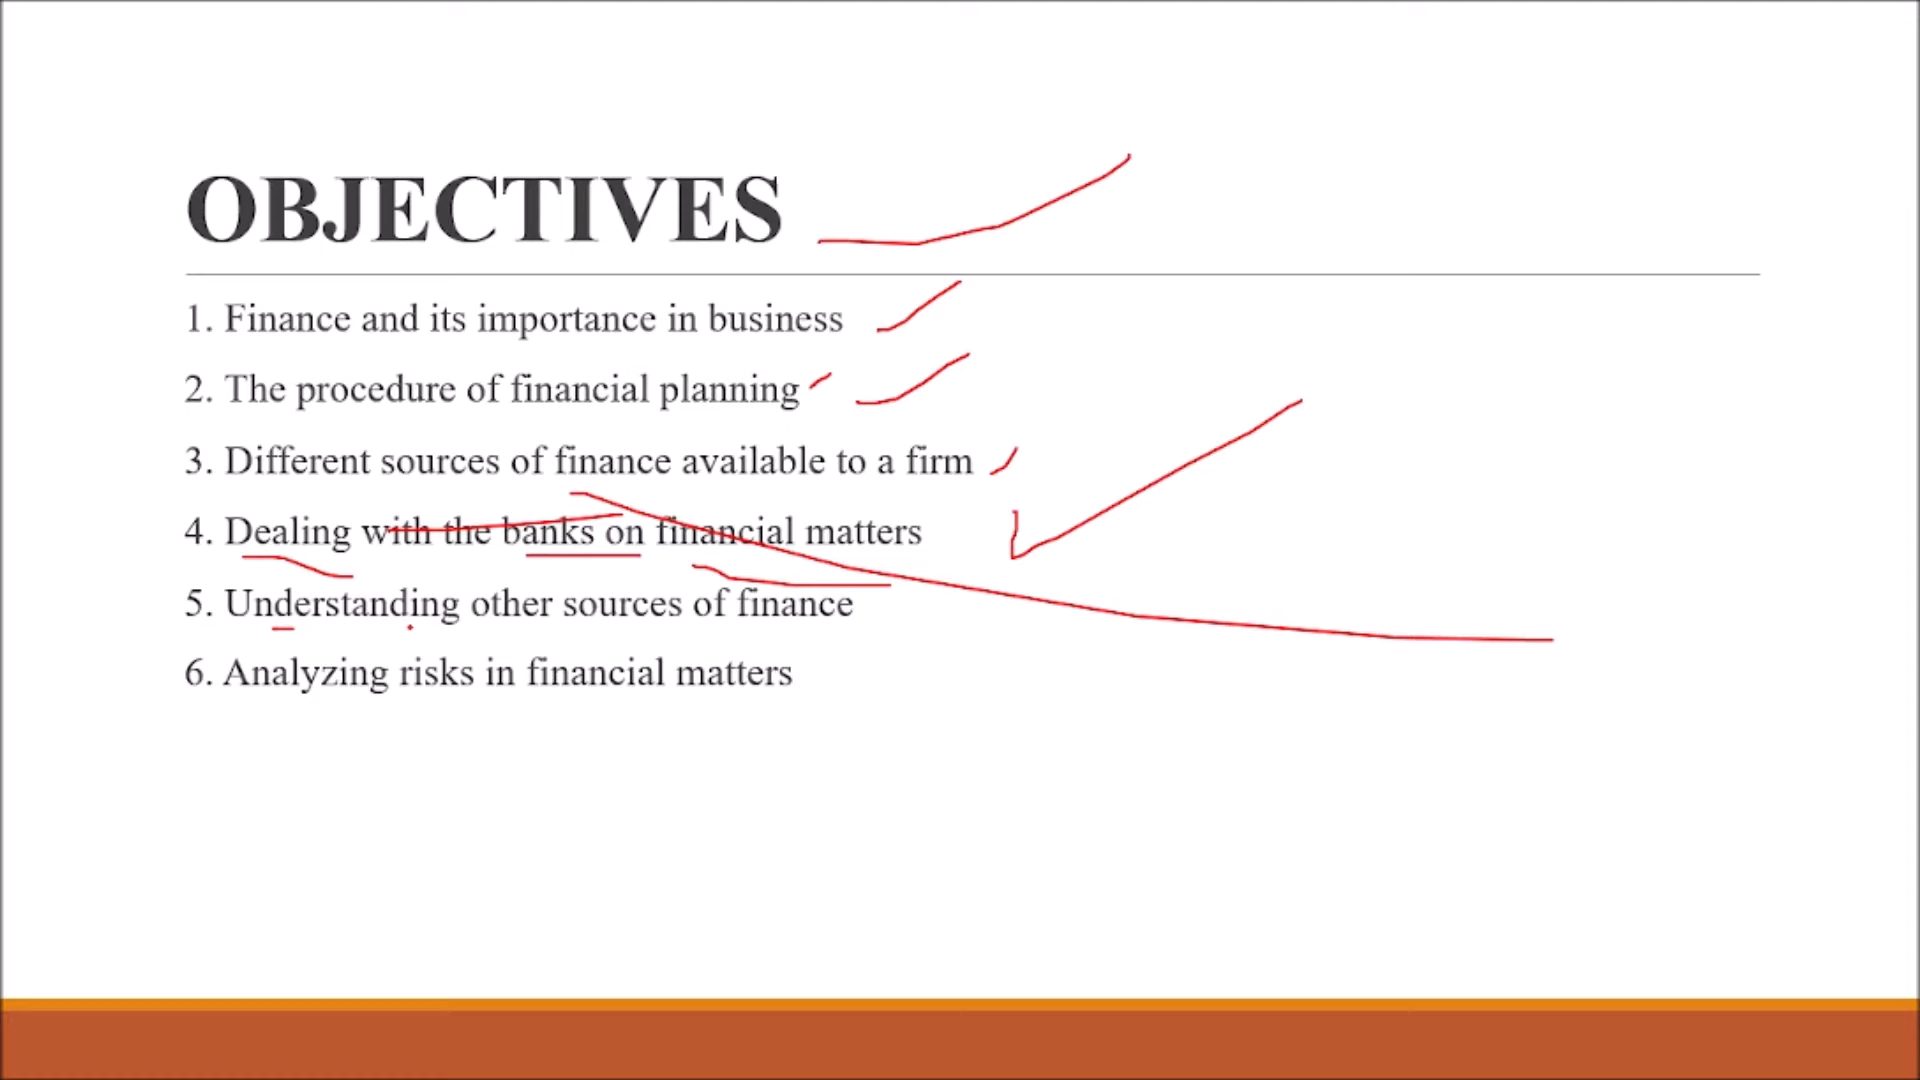 OBJECTIVES
1. Finance and its importance in business
2. The procedure of financial planning
3. Different sources of finance available to a firm
4. Dealing with the banks on financial matters
5. Understanding other sources of finance
6. Analyzing risks in financial matters